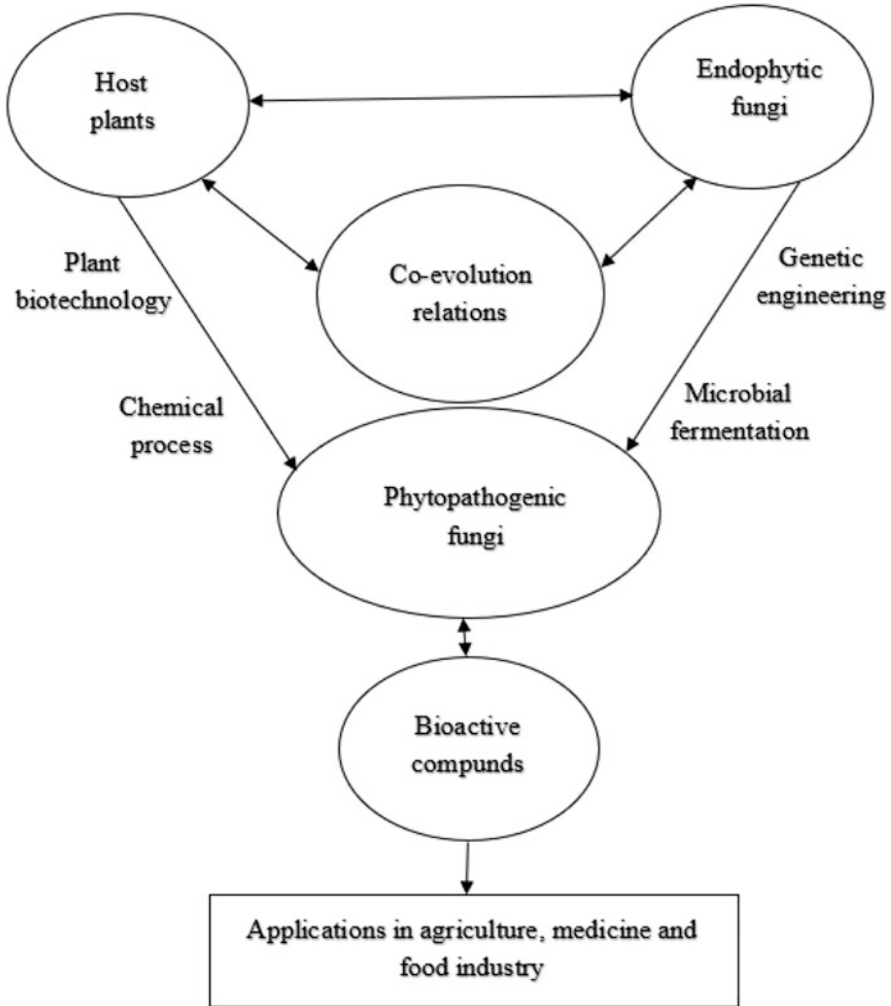 Host
plants
Endophytic
fungi
Co-evolution
relations
Plant
biotechnology
Genetic
engineering
Chemical
process
Microbial
fermentation
Phytopathogenic
fungi
Bioactive
compunds
Applications in agriculture, medicine and
food industry